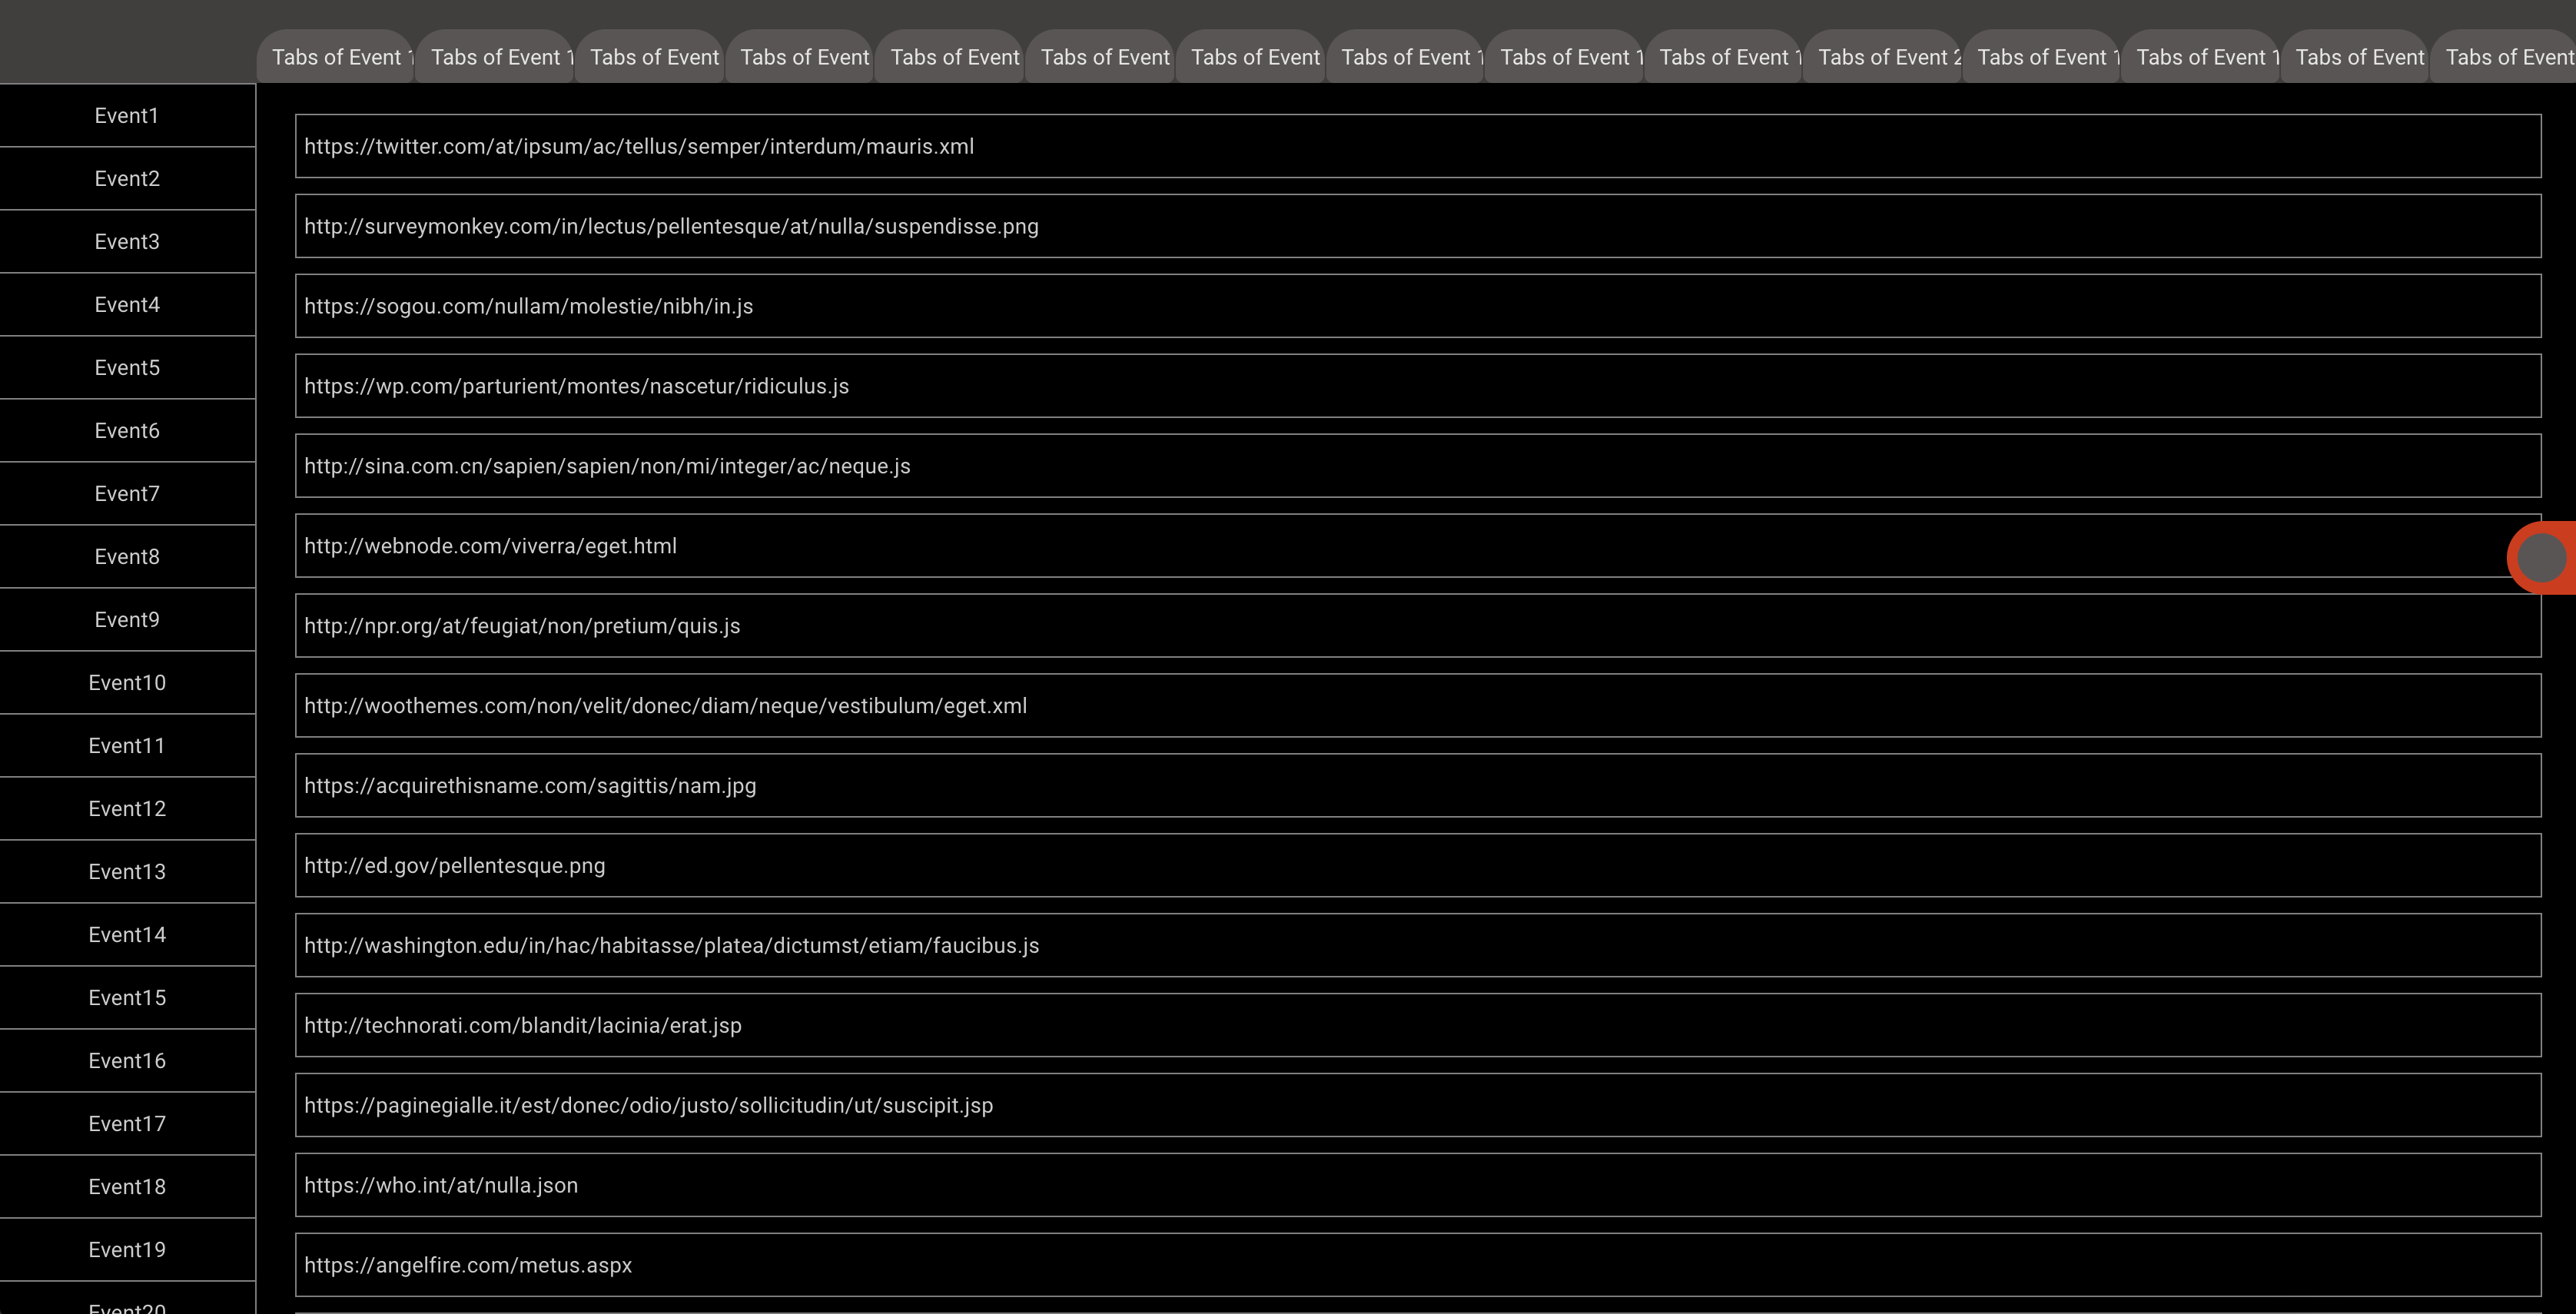 Tabs of Event 1
Tabs of Event 1
Tabs of Event
Tabs of Event
Tabs of Event
Tabs of Event
Tabs of Event
Tabs of Event 1
Tabs of Event 1
Tabs of Event 1
Tabs of Event 2
Tabs of Event 1
Tabs of Event 1
Tabs of Event
Tabs of Event
Event1
Event2
Event3
Event4
Event5
Event6
Event7
Event8
Event9
Event10
Event11
Event12
Event13
Event14
Event15
Event16
Event17
Event18
Event19
Event20
https://twitter.com/at/ipsum/ac/tellus/semper/interdum/mauris.xml
http://surveymonkey.com/in/lectus/pellentesque/at/nulla/suspendisse.png
https://sogou.com/nullam/molestie/nibh/in.js
https://wp.com/parturient/montes/nascetur/ridiculus.js
http://sina.com.cn/sapien/sapien/non/mi/integer/ac/neque.js
http://webnode.com/viverra/eget.html
http://npr.org/at/feugiat/non/pretium/quis.js
http://woothemes.com/non/velit/donec/diam/neque/vestibulum/eget.xml
https://acquirethisname.com/sagittis/nam.jpg
http://ed.gov/pellentesque.png
http://washington.edu/in/hac/habitasse/platea/dictumst/etiam/faucibus.js
http://technorati.com/blandit/lacinia/erat.jsp
https://paginegialle.it/est/donec/odio/justo/sollicitudin/ut/suscipit.jsp
https://who.int/at/nulla.json
https://angelfire.com/metus.aspx